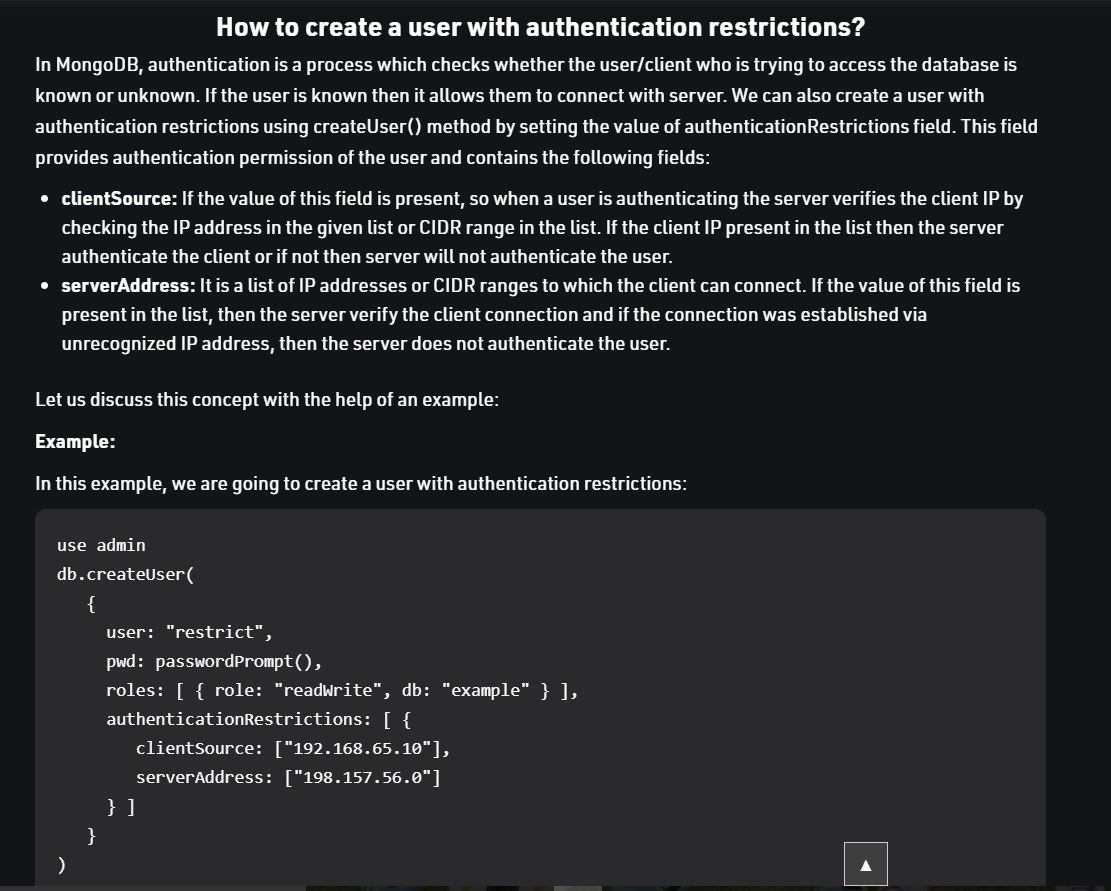 How to create a user with authentication restrictions?
In MongoDB, authentication is a process which checks whether the user/client who is trying to access the database is
known or unknown. If the user is known then it allows them to connect with server. We can also create a user with
authentication restrictions using createUser() method by setting the value of authenticationRestrictions field. This field
provides authentication permission of the user and contains the following fields:
• clientSource: If the value of this field is present, so when a user is authenticating the server verifies the client IP by
checking the IP address in the given list or CIDR range in the list. If the client IP present in the list then the server
authenticate the client or if not then server will not authenticate the user.
• serverAddress: It is a list of IP addresses or CIDR ranges to which the client can connect. If the value of this field is
present in the list, then the server verify the client connection and if the connection was established via
unrecognized IP address, then the server does not authenticate the user.
Let us discuss this concept with the help of an example:
Example:
In this example, we are going to create a user with authentication restrictions:
use admin
db.createUser(
   {
     user: "restrict",
     pwd: passwordPrompt(),
     roles: [ { role: "readWrite", db: "example" } ],
     authenticationRestrictions: [ {
        clientSource: ["192.168.65.10"],
        serverAddress: ["198.157.56.0"]
     } ]
   }
)
▲